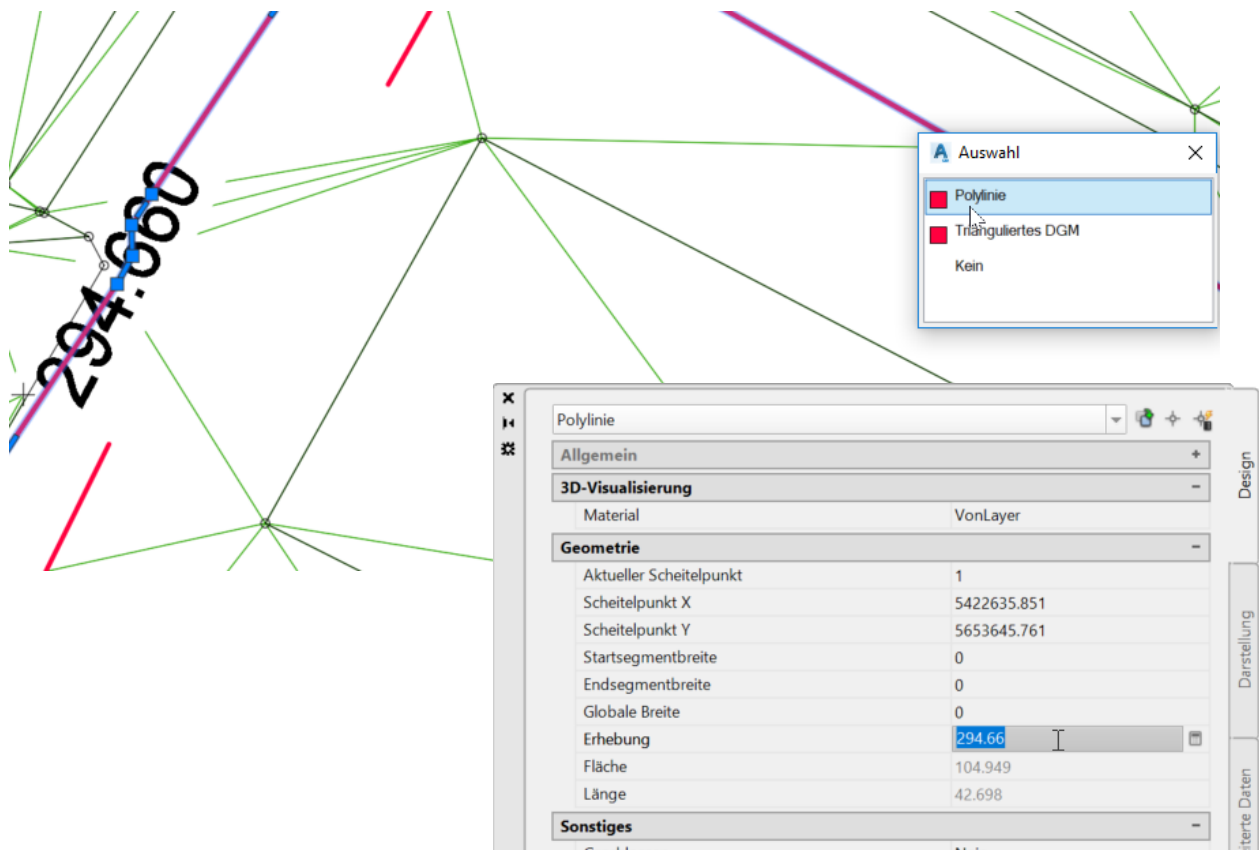 294.660
Auswahl
Polylinie
Trianguliertes DGM
Kein
Polylinie
Allgemein
3D-Visualisierung
Material VonLayer
Geometrie
Aktueller Scheitelpunkt 1
Scheitelpunkt X 5422635.851
Scheitelpunkt Y 5653645.761
Startsegmentbreite 0
Endsegmentbreite 0
Globale Breite 0
Erhebung 294.66
Fläche 104.949
Länge 42.698
Sonstiges
Design
Darstellung
iterte Daten